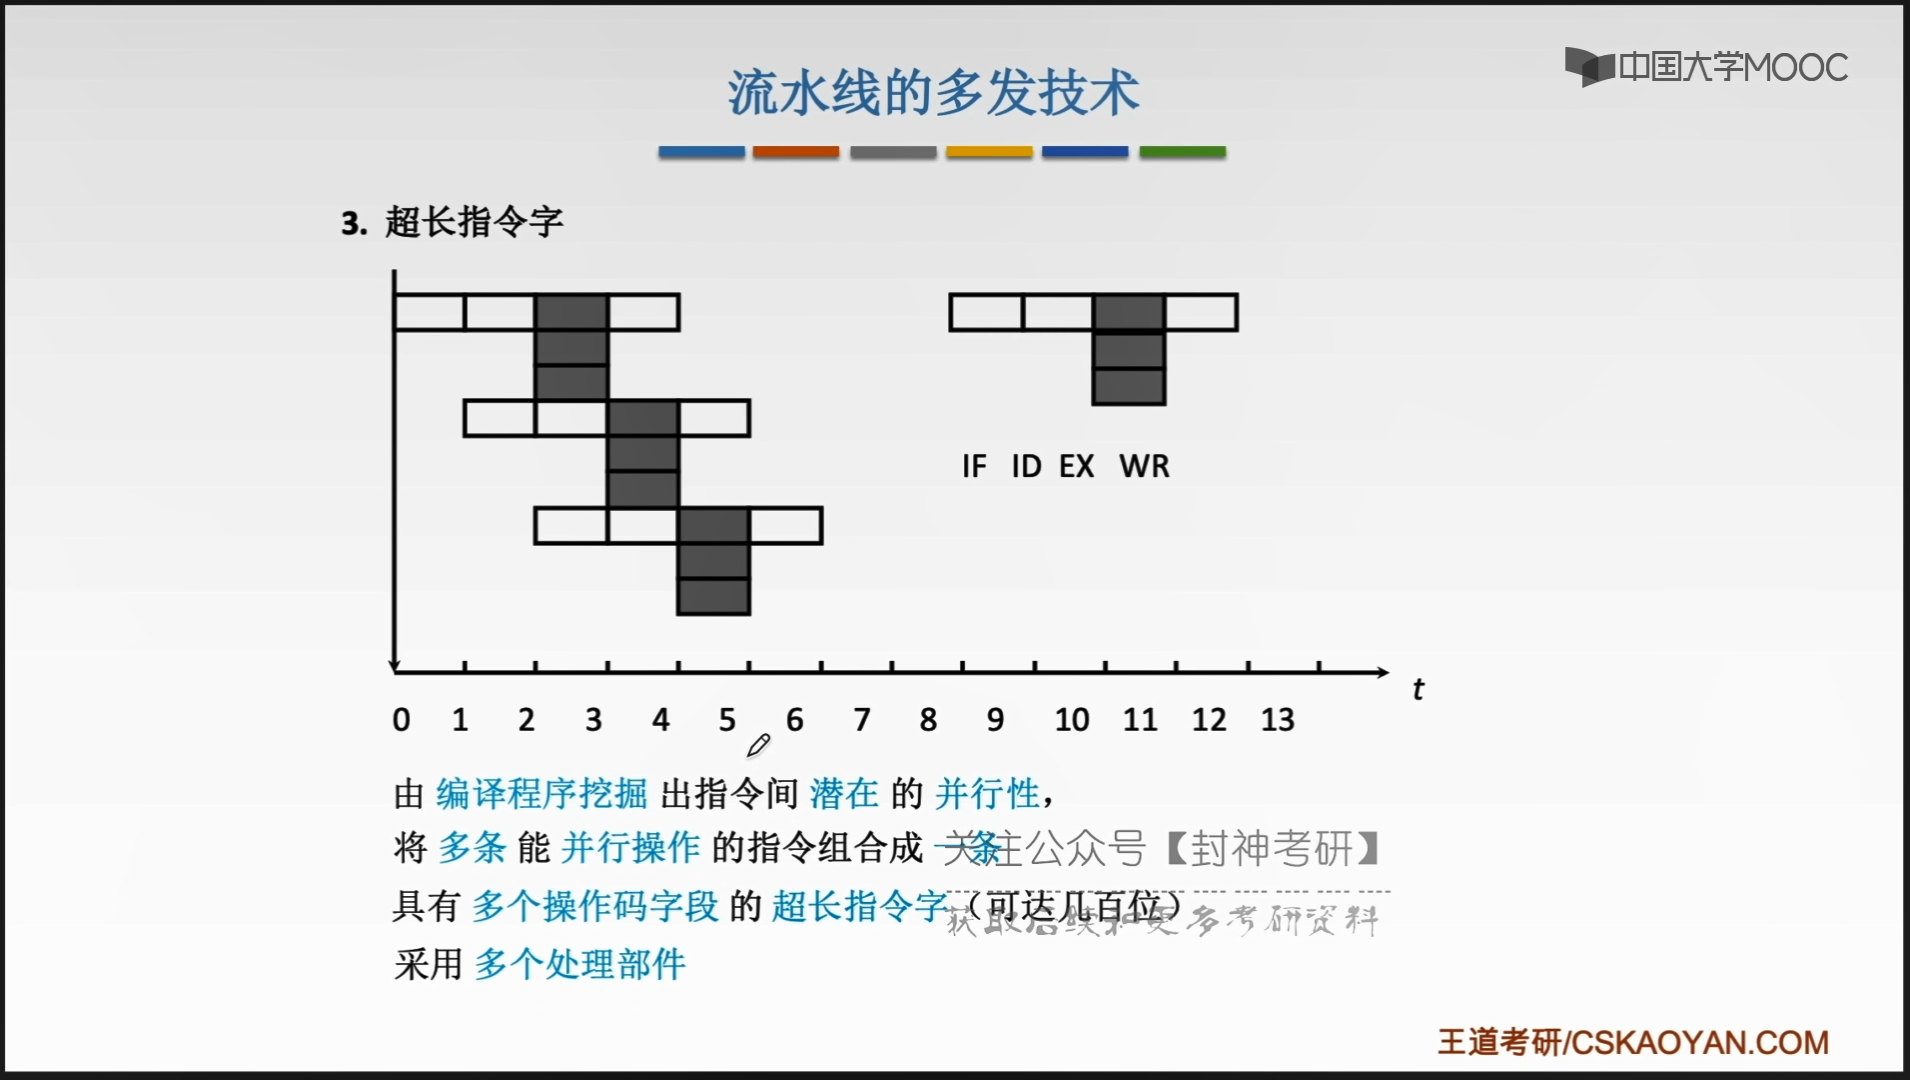 中国大学MOOC
流水线的多发技术
3. 超长指令字
IF ID EX WR
t
0 1 2 3 4 5 6 7 8 9 10 11 12 13
由 编译程序挖掘 出指令间 潜在 的 并行性，
将 多条 能 并行操作 的指令组合成 一条
关注公众号【封神考研】
具有 多个操作码字段 的 超长指令字（可达几百位）
获取后续和更多考研资料
采用 多个处理部件
王道考研/CSKAOYAN.COM